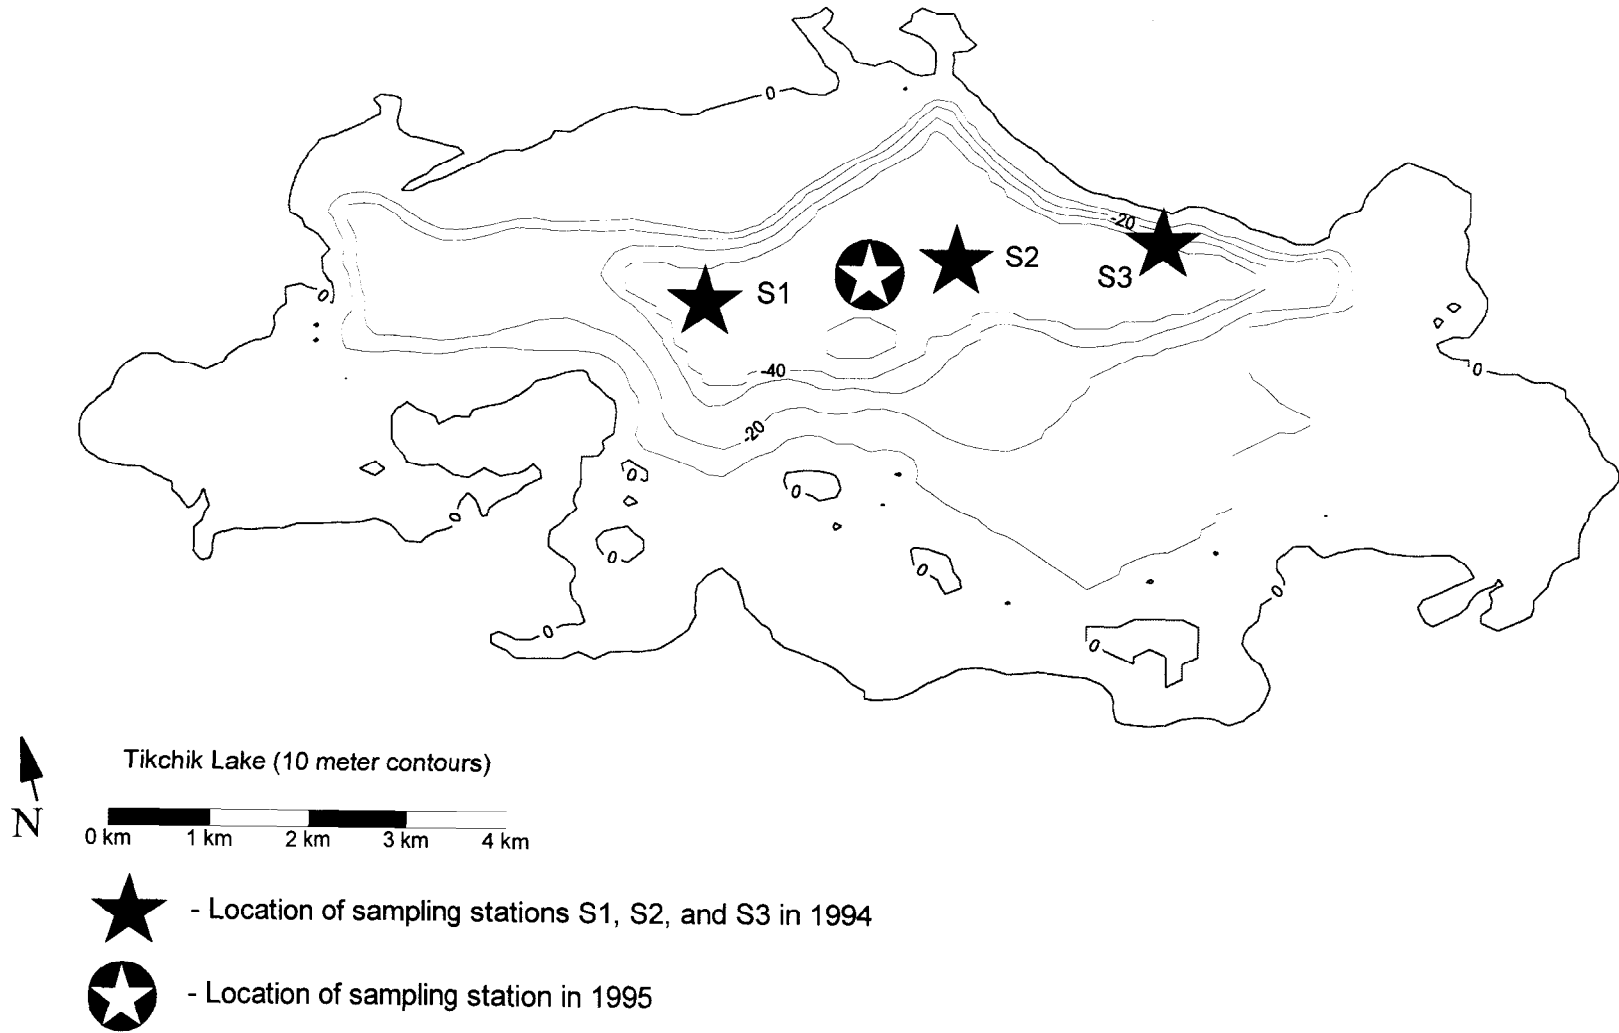 0
-20
0
S2
S3
S1
0
-40
-20
0
0
0
0
0
0
0
0
Tikchik Lake (10 meter contours)
N
0 km 1 km 2 km 3 km 4 km
- Location of sampling stations S1, S2, and S3 in 1994
- Location of sampling station in 1995